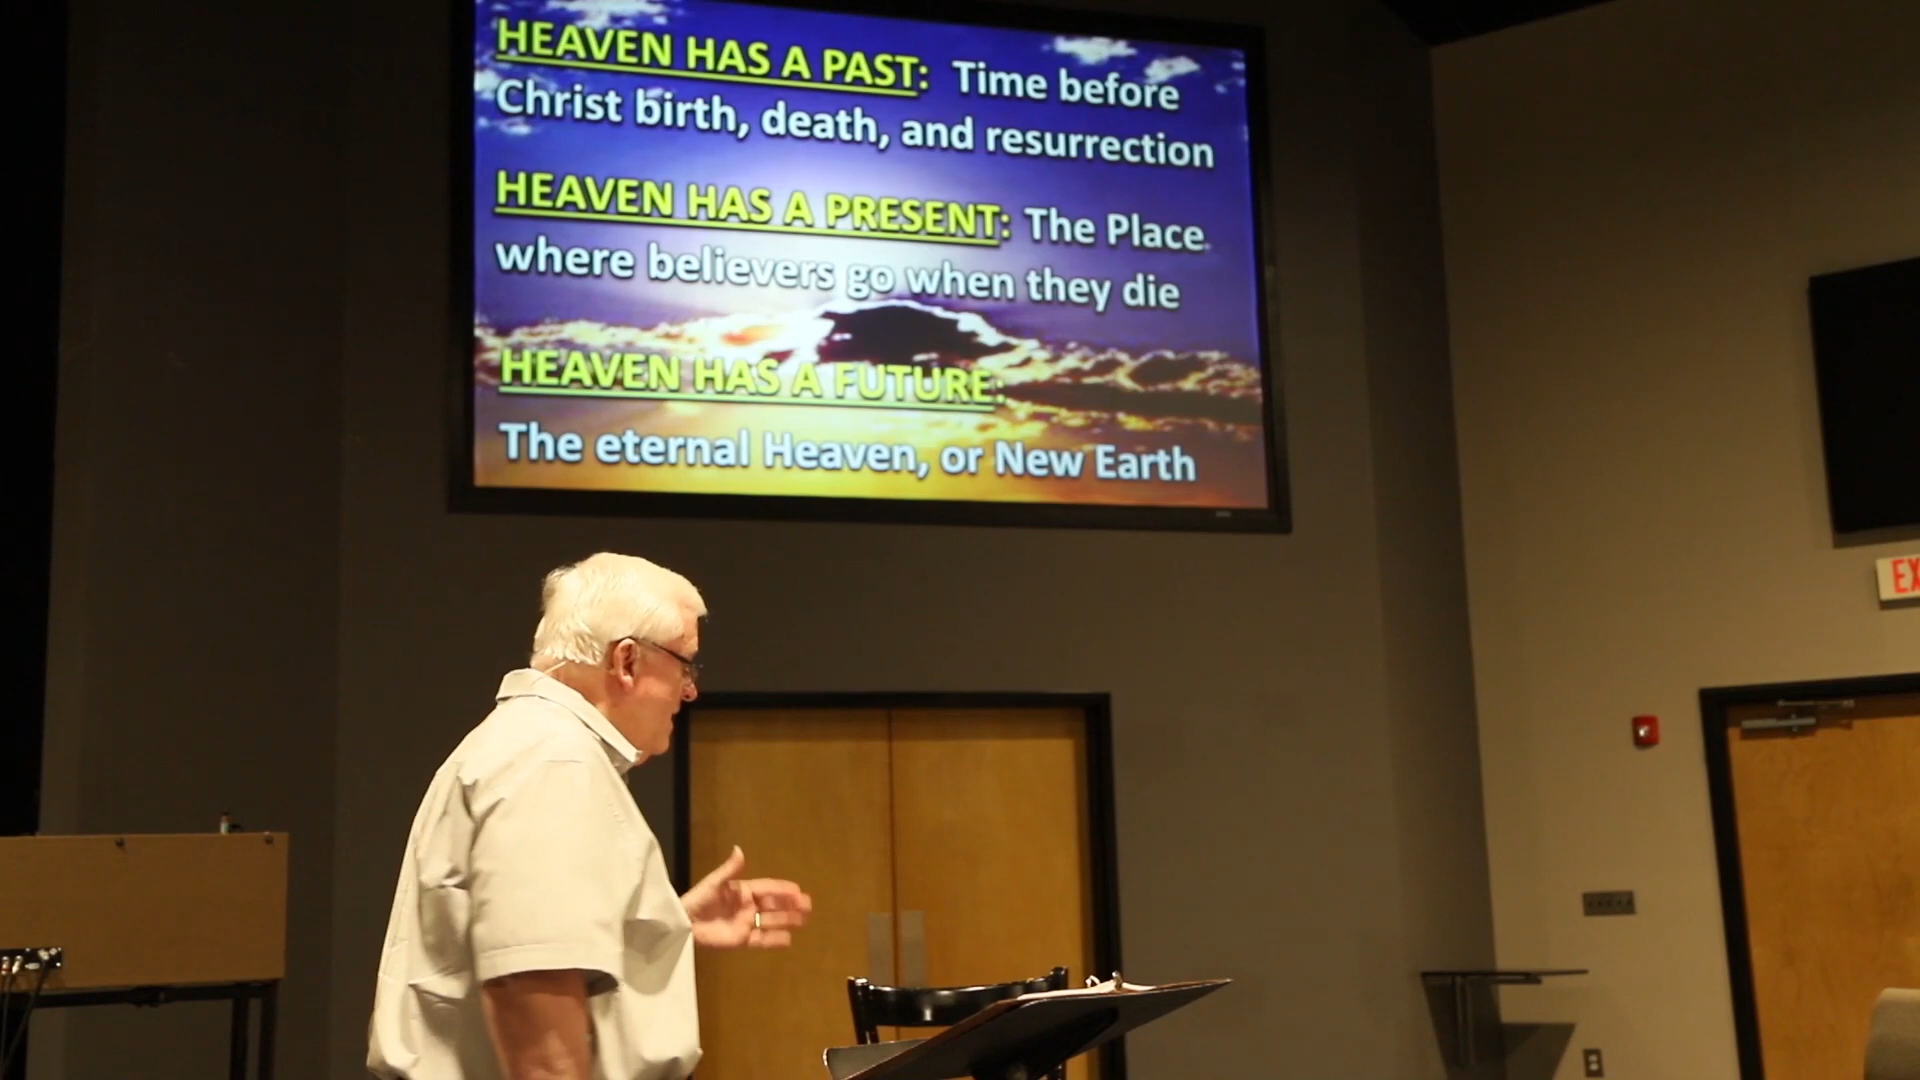 HEAVEN HAS A PAST: Time before
Christ birth, death, and resurrection
HEAVEN HAS A PRESENT: The Place
where believers go when they die
HEAVEN HAS A FUTURE:
The eternal Heaven, or New Earth
EX